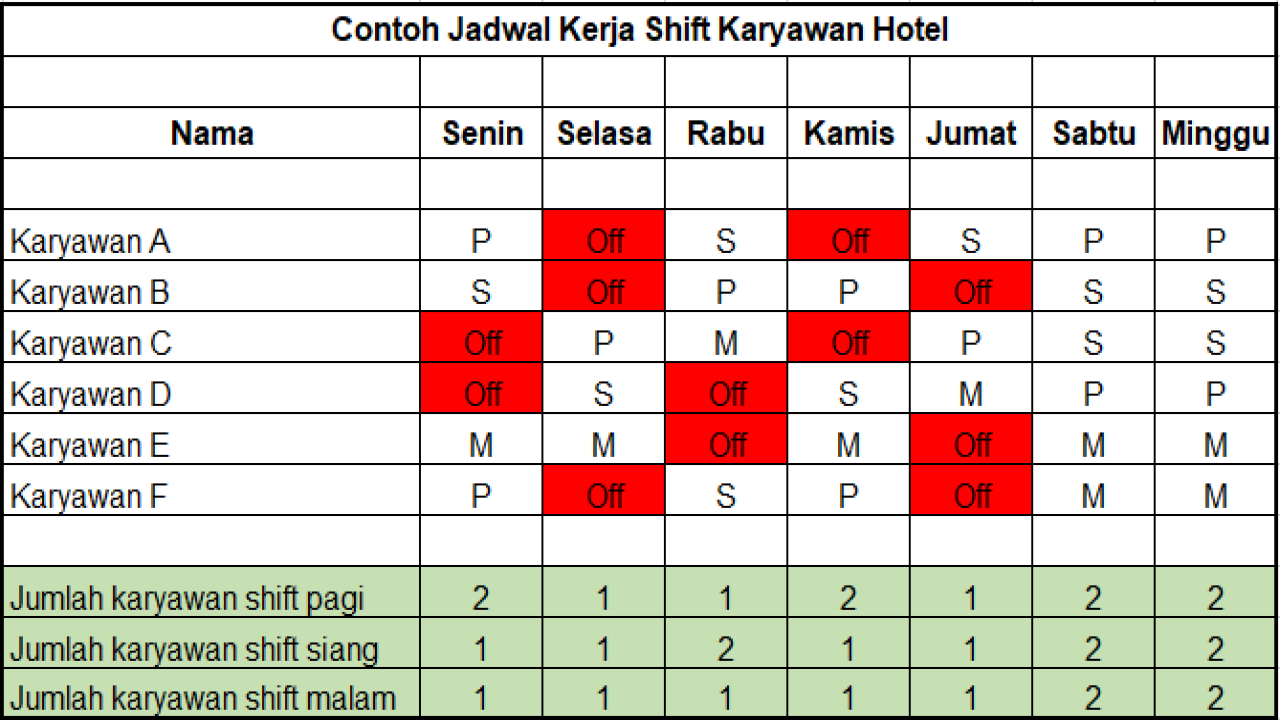 Contoh Jadwal Kerja Shift Karyawan Hotel
Nama Senin Selasa Rabu Kamis Jumat Sabtu Minggu
Karyawan A P Off S Off S P P
Karyawan B S Off P P Off S S
Karyawan C Off P M Off P S S
Karyawan D Off S Off S M P P
Karyawan E M M Off M Off M M
Karyawan F P Off S P Off M M
Jumlah karyawan shift pagi 2 1 1 2 1 2 2
Jumlah karyawan shift siang 1 1 2 1 1 2 2
Jumlah karyawan shift malam 1 1 1 1 1 2 2